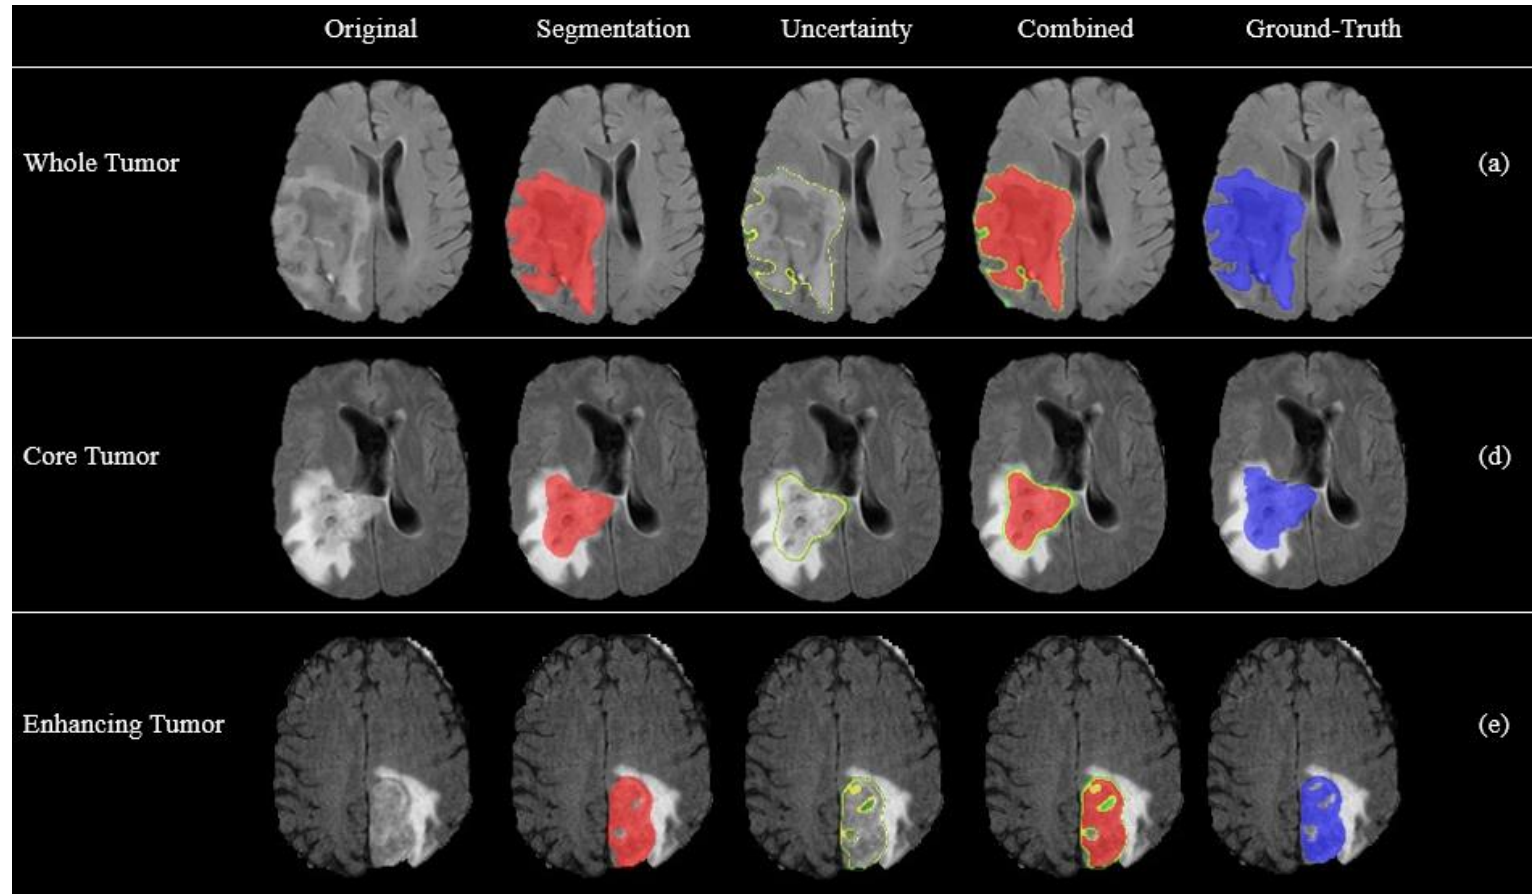 Original Segmentation Uncertainty Combined Ground-Truth
Whole Tumor (a)
Core Tumor (d)
Enhancing Tumor (e)